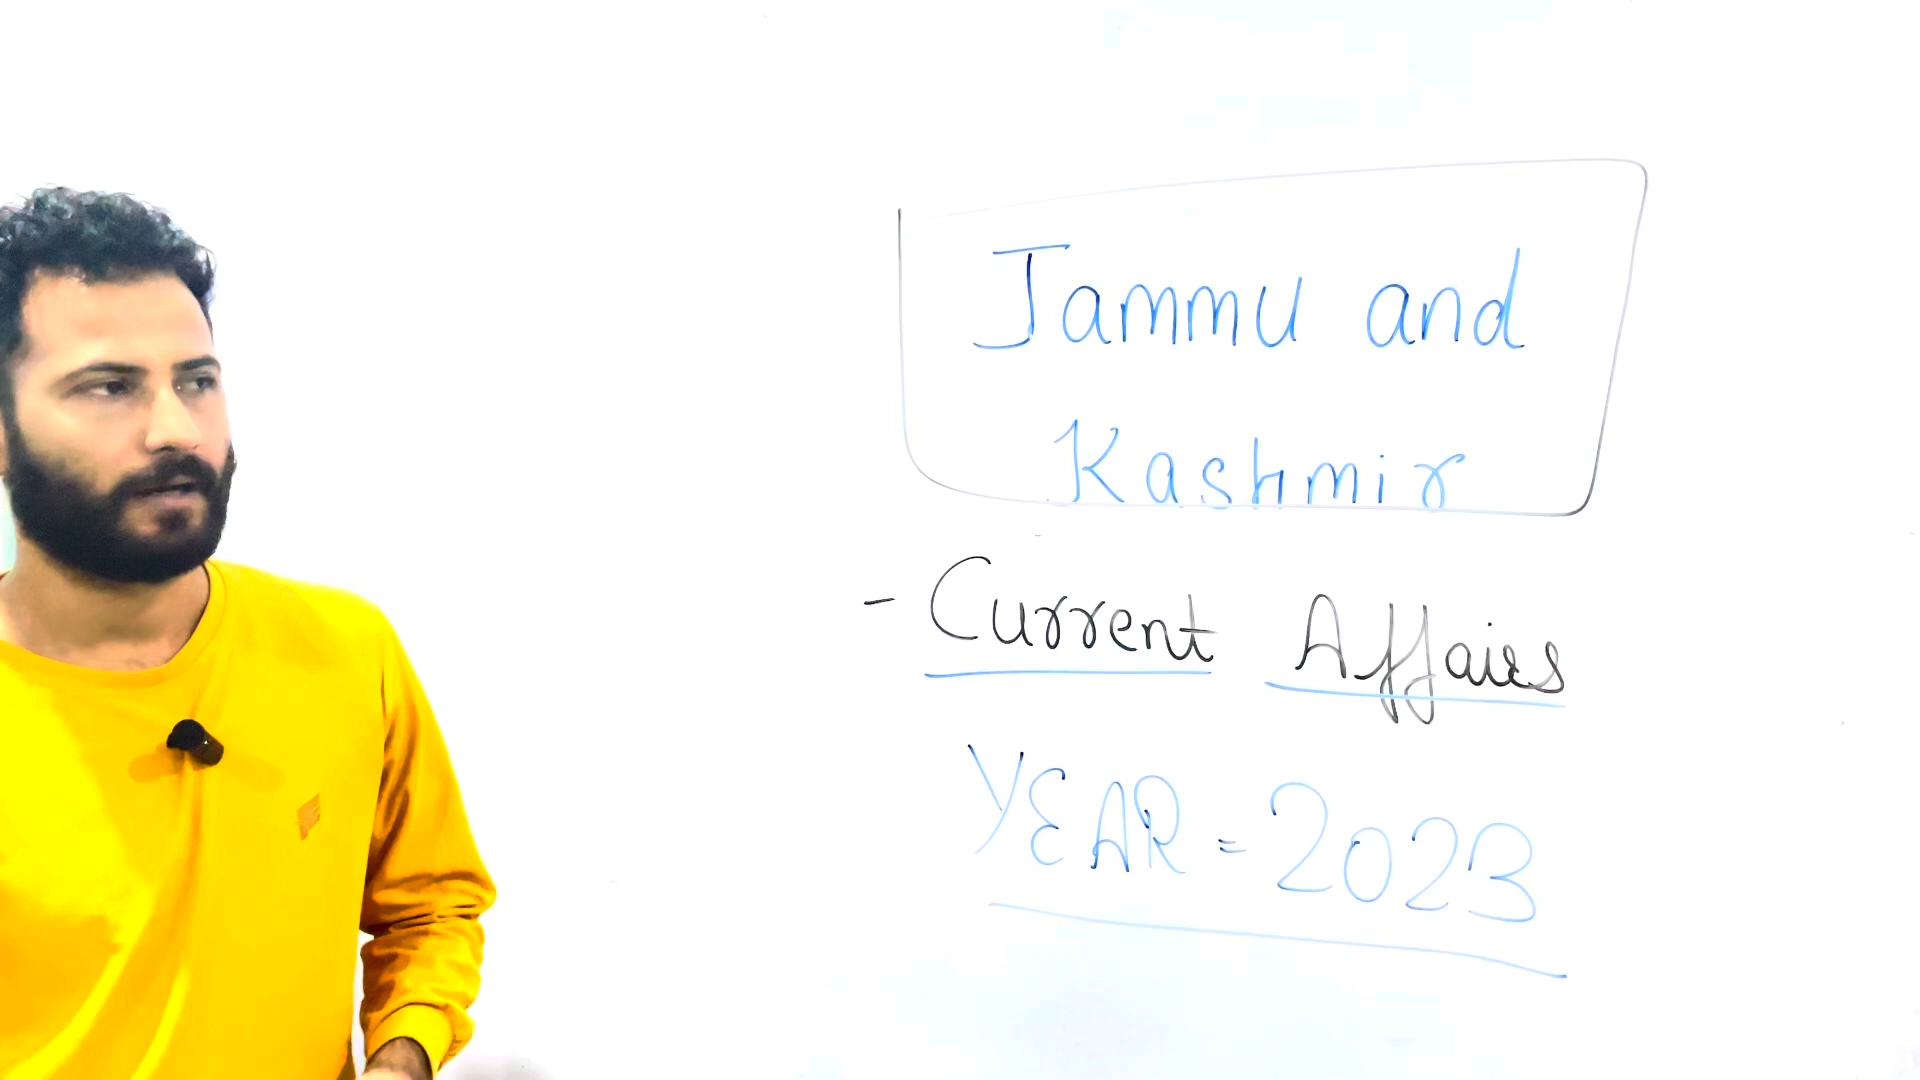 Jammu and
Kashmir
- Current Affairs
YEAR = 2023